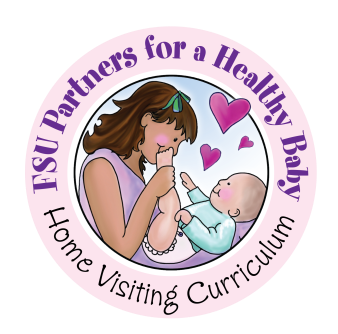 FSU Partners for a Healthy Baby
Home Visiting Curriculum